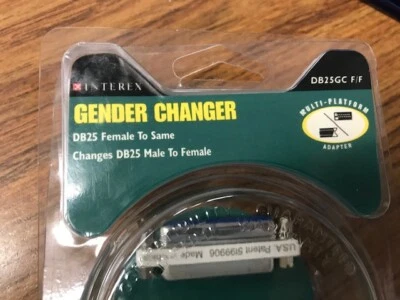 INTEREX
DB25GC F/F
GENDER CHANGER
DB25 Female To Same
Changes DB25 Male To Female
MULTI-PLATFORM
ADAPTER
USA Patent 5199906 Made